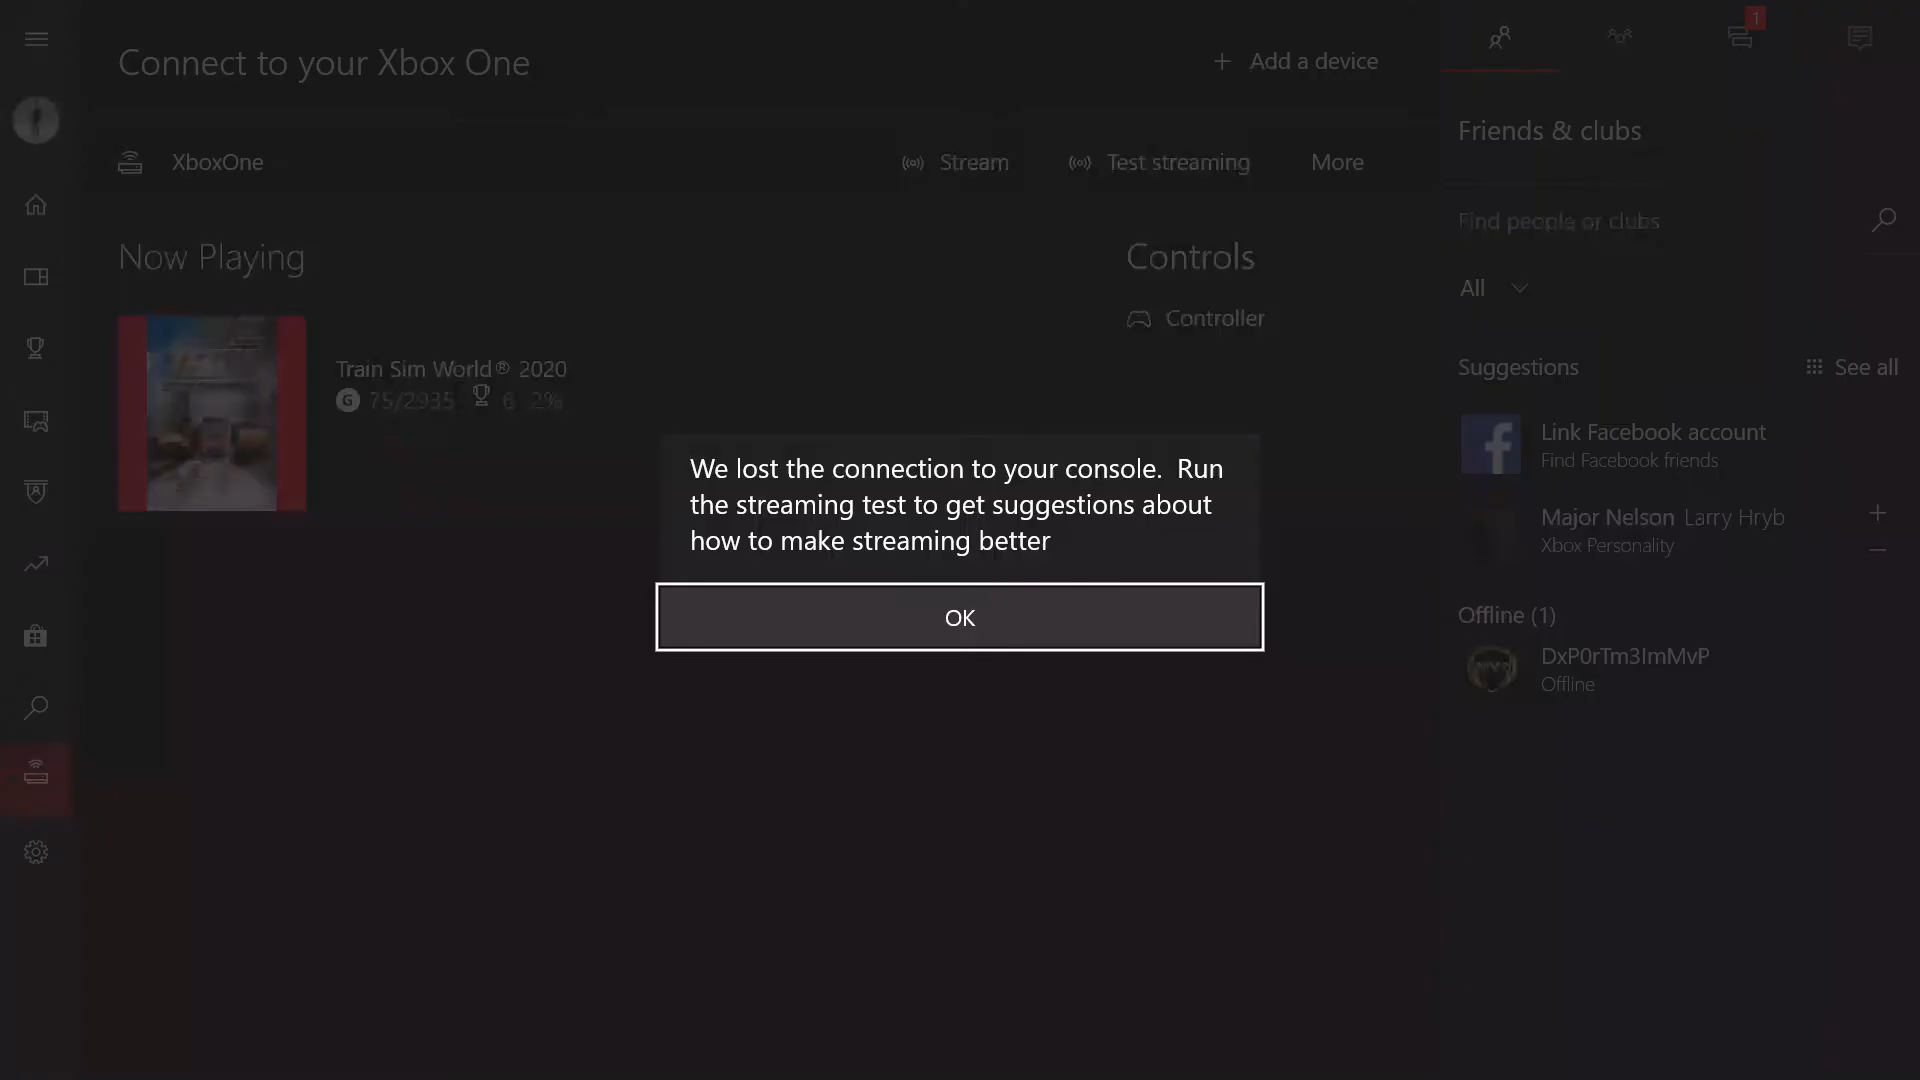 Connect to your Xbox One
+ Add a device
XboxOne
Stream
Test streaming
More
Now Playing
Train Sim World® 2020
G 75/2935 6 2%
Controls
Controller
We lost the connection to your console. Run
the streaming test to get suggestions about
how to make streaming better
OK
1
Friends & clubs
Find people or clubs
All
Suggestions
See all
Link Facebook account
Find Facebook friends
Major Nelson Larry Hryb
Xbox Personality
Offline (1)
DxP0rTm3ImMvP
Offline